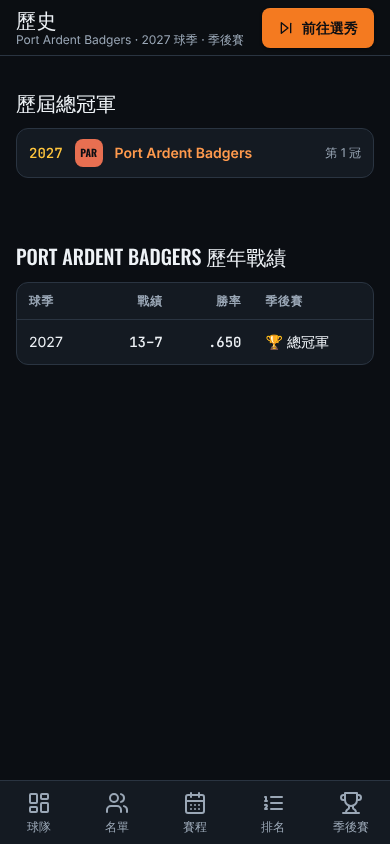 歷史
Port Ardent Badgers · 2027 球季 · 季後賽
前往選秀
歷屆總冠軍
2027 PAR Port Ardent Badgers 第 1 冠
PORT ARDENT BADGERS 歷年戰績
球季 戰績 勝率 季後賽
2027 13–7 .650 🏆 總冠軍
球隊 名單 賽程 排名 季後賽